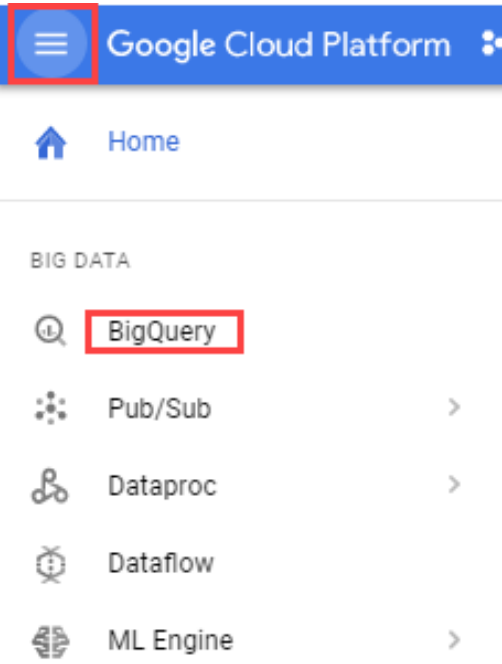 Google Cloud Platform
Home
BIG DATA
BigQuery
Pub/Sub
Dataproc
Dataflow
ML Engine